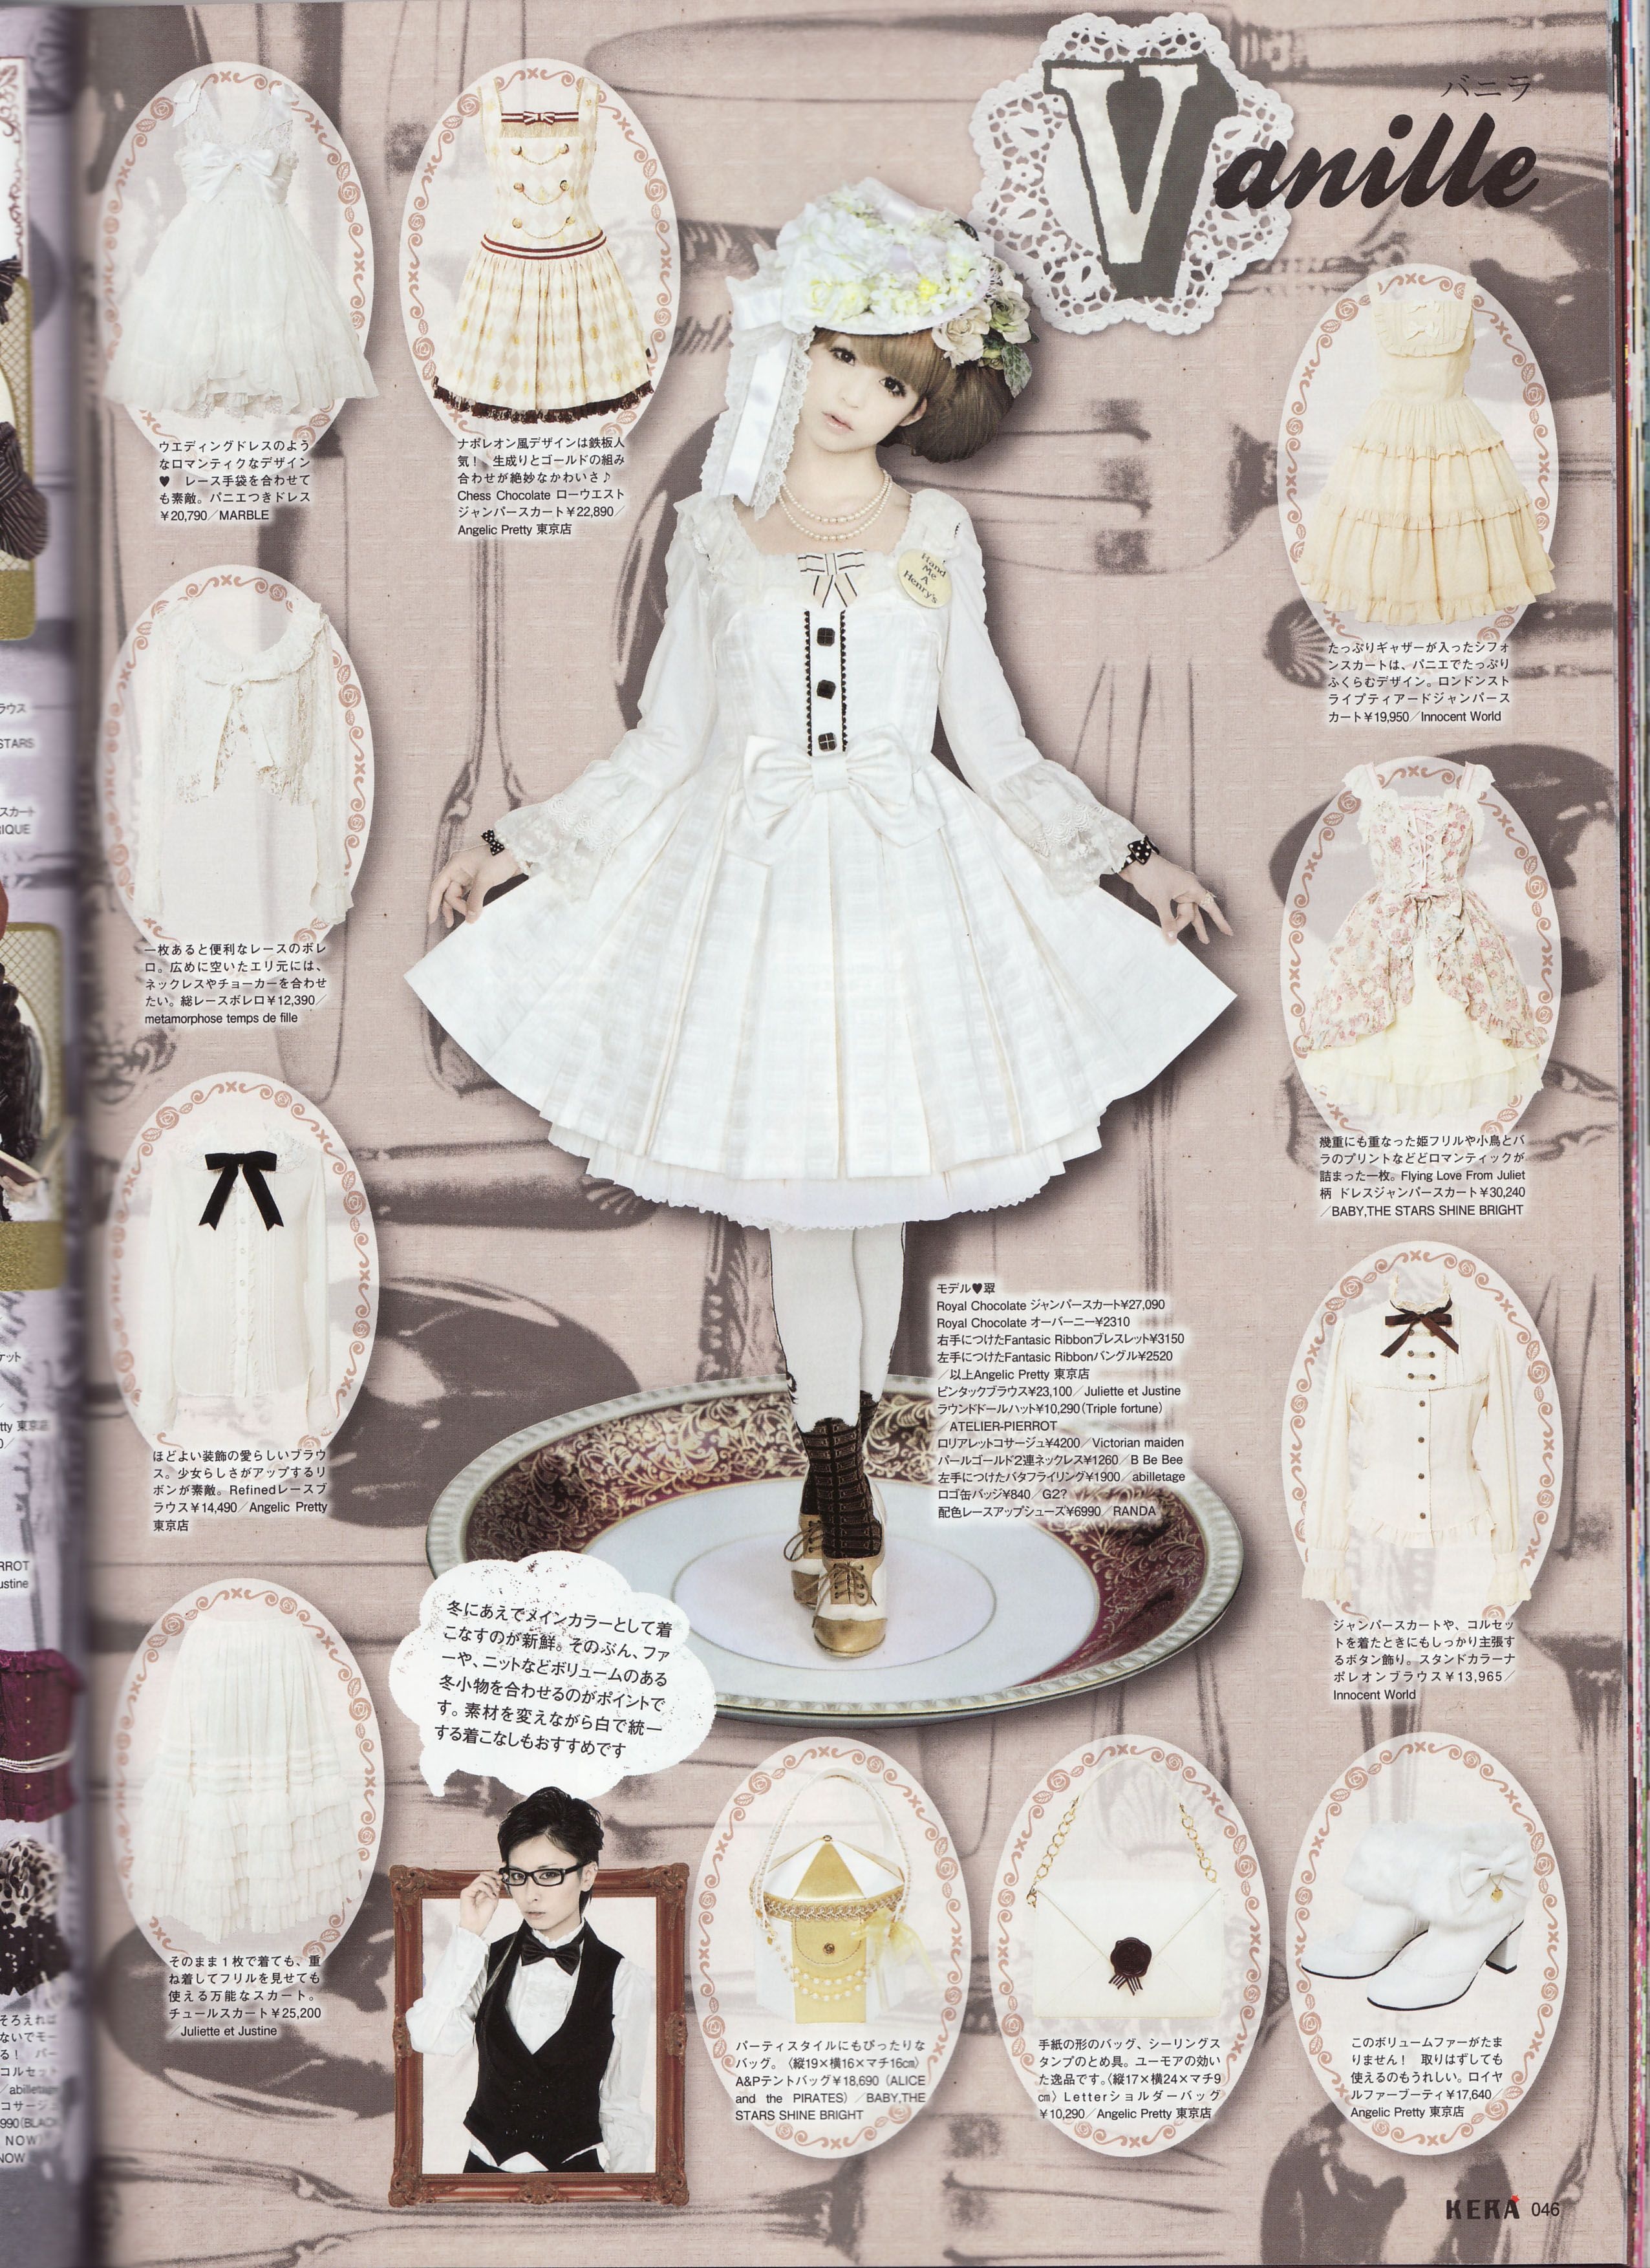 バニラ
Vanille
ウエディングドレスのよう
なロマンティクなデザイン
♥ レース手袋を合わせて
も素敵。パニエつきドレス
￥20,790／MARBLE
ナポレオン風デザインは鉄板人
気！ 生成りとゴールドの組み
合わせが絶妙なかわいさ♪
Chess Chocolate ローウエスト
ジャンパースカート￥22,890／
Angelic Pretty 東京店
Hand
Me
A
Henry's
たっぷりギャザーが入ったシフォ
ンスカートは、パニエでたっぷり
ふくらむデザイン。ロンドンスト
ライプティアードジャンパース
カート￥19,950／Innocent World
一枚あると便利なレースのボレ
ロ。広めに空いたエリ元には、
ネックレスやチョーカーを合わせ
たい。総レースボレロ￥12,390／
metamorphose temps de fille
幾重にも重なった姫フリルや小鳥とバ
ラのプリントなどどロマンティックが
詰まった一枚。Flying Love From Juliet
柄 ドレスジャンパースカート￥30,240
／BABY,THE STARS SHINE BRIGHT
モデル♥翠
Royal Chocolate ジャンパースカート¥27,090
Royal Chocolate オーバーニー¥2310
右手につけたFantasic Ribbonブレスレット¥3150
左手につけたFantasic Ribbonバングル¥2520
／以上Angelic Pretty 東京店
ピンタックブラウス¥23,100／Juliette et Justine
ラウンドドールハット¥10,290（Triple fortune）
／ATELIER-PIERROT
ロリアレットコサージュ¥4200／Victorian maiden
パールゴールド2連ネックレス¥1260／B Be Bee
左手につけたバタフライリング¥1900／abilletage
ロゴ缶バッジ¥840／G2?
配色レースアップシューズ¥6990／RANDA
ほどよい装飾の愛らしいブラウ
ス。少女らしさがアップするリ
ボンが素敵。Refinedレースブ
ラウス￥14,490／Angelic Pretty
東京店
ジャンパースカートや、コルセッ
トを着たときにもしっかり主張す
るボタン飾り。スタンドカラーナ
ポレオンブラウス￥13,965／
Innocent World
冬にあえてメインカラーとして着
こなすのが新鮮。そのぶん、ファ
ーや、ニットなどボリュームのある
冬小物を合わせるのがポイントで
す。素材を変えながら白で統一
する着こなしもおすすめです
そのまま1枚で着ても、重
ね着してフリルを見せても
使える万能なスカート。
チュールスカート￥25,200
／Juliette et Justine
パーティスタイルにもぴったりな
バッグ。〈縦19×横16×マチ16㎝〉
A&Pテントバッグ￥18,690（ALICE
and the PIRATES）／BABY,THE
STARS SHINE BRIGHT
手紙の形のバッグ、シーリングス
タンプのとめ具。ユーモアの効い
た逸品です。〈縦17×横24×マチ9
㎝〉Letterショルダーバッグ
￥10,290／Angelic Pretty 東京店
このボリュームファーがたま
りません！ 取りはずしても
使えるのもうれしい。ロイヤ
ルファーブーティ￥17,640／
Angelic Pretty 東京店
KERA 046